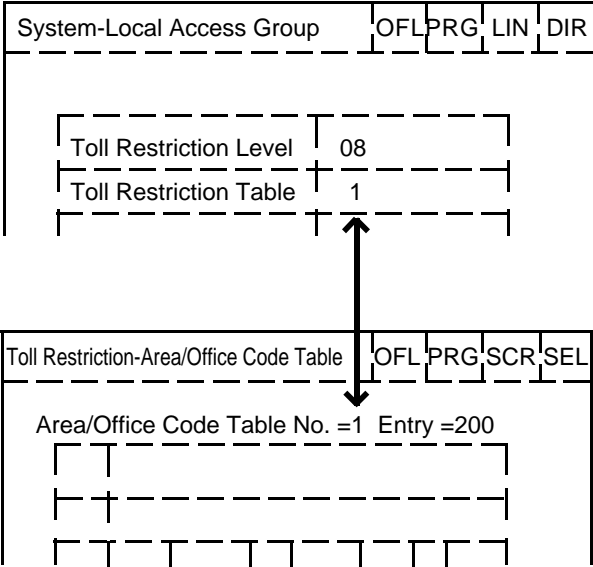 System-Local Access Group OFL PRG LIN DIR
Toll Restriction Level 08
Toll Restriction Table 1
Toll Restriction-Area/Office Code Table OFL PRG SCR SEL
Area/Office Code Table No. =1 Entry =200